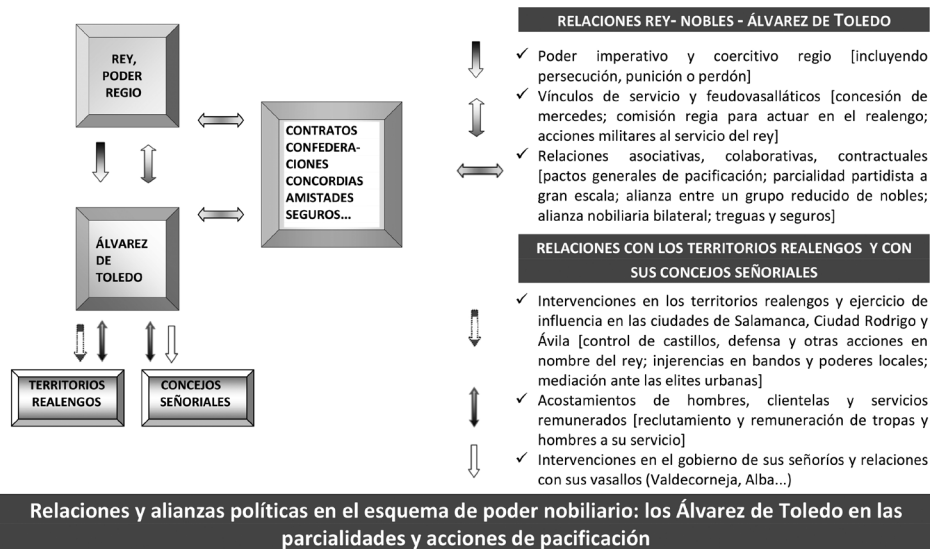 REY,
PODER
REGIO
CONTRATOS
CONFEDERA-
CIONES
CONCORDIAS
AMISTADES
SEGUROS...
ÁLVAREZ
DE
TOLEDO
TERRITORIOS
REALENGOS
CONCEJOS
SEÑORIALES
RELACIONES REY- NOBLES - ÁLVAREZ DE TOLEDO
✓ Poder imperativo y coercitivo regio [incluyendo
persecución, punición o perdón]
✓ Vínculos de servicio y feudovasalláticos [concesión de
mercedes; comisión regia para actuar en el realengo;
acciones militares al servicio del rey]
✓ Relaciones asociativas, colaborativas, contractuales
[pactos generales de pacificación; parcialidad partidista a
gran escala; alianza entre un grupo reducido de nobles;
alianza nobiliaria bilateral; treguas y seguros]
RELACIONES CON LOS TERRITORIOS REALENGOS Y CON
SUS CONCEJOS SEÑORIALES
✓ Intervenciones en los territorios realengos y ejercicio de
influencia en las ciudades de Salamanca, Ciudad Rodrigo y
Ávila [control de castillos, defensa y otras acciones en
nombre del rey; injerencias en bandos y poderes locales;
mediación ante las elites urbanas]
✓ Acostamientos de hombres, clientelas y servicios
remunerados [reclutamiento y remuneración de tropas y
hombres a su servicio]
✓ Intervenciones en el gobierno de sus señoríos y relaciones
con sus vasallos (Valdecorneja, Alba...)
Relaciones y alianzas políticas en el esquema de poder nobiliario: los Álvarez de Toledo en las
parcialidades y acciones de pacificación